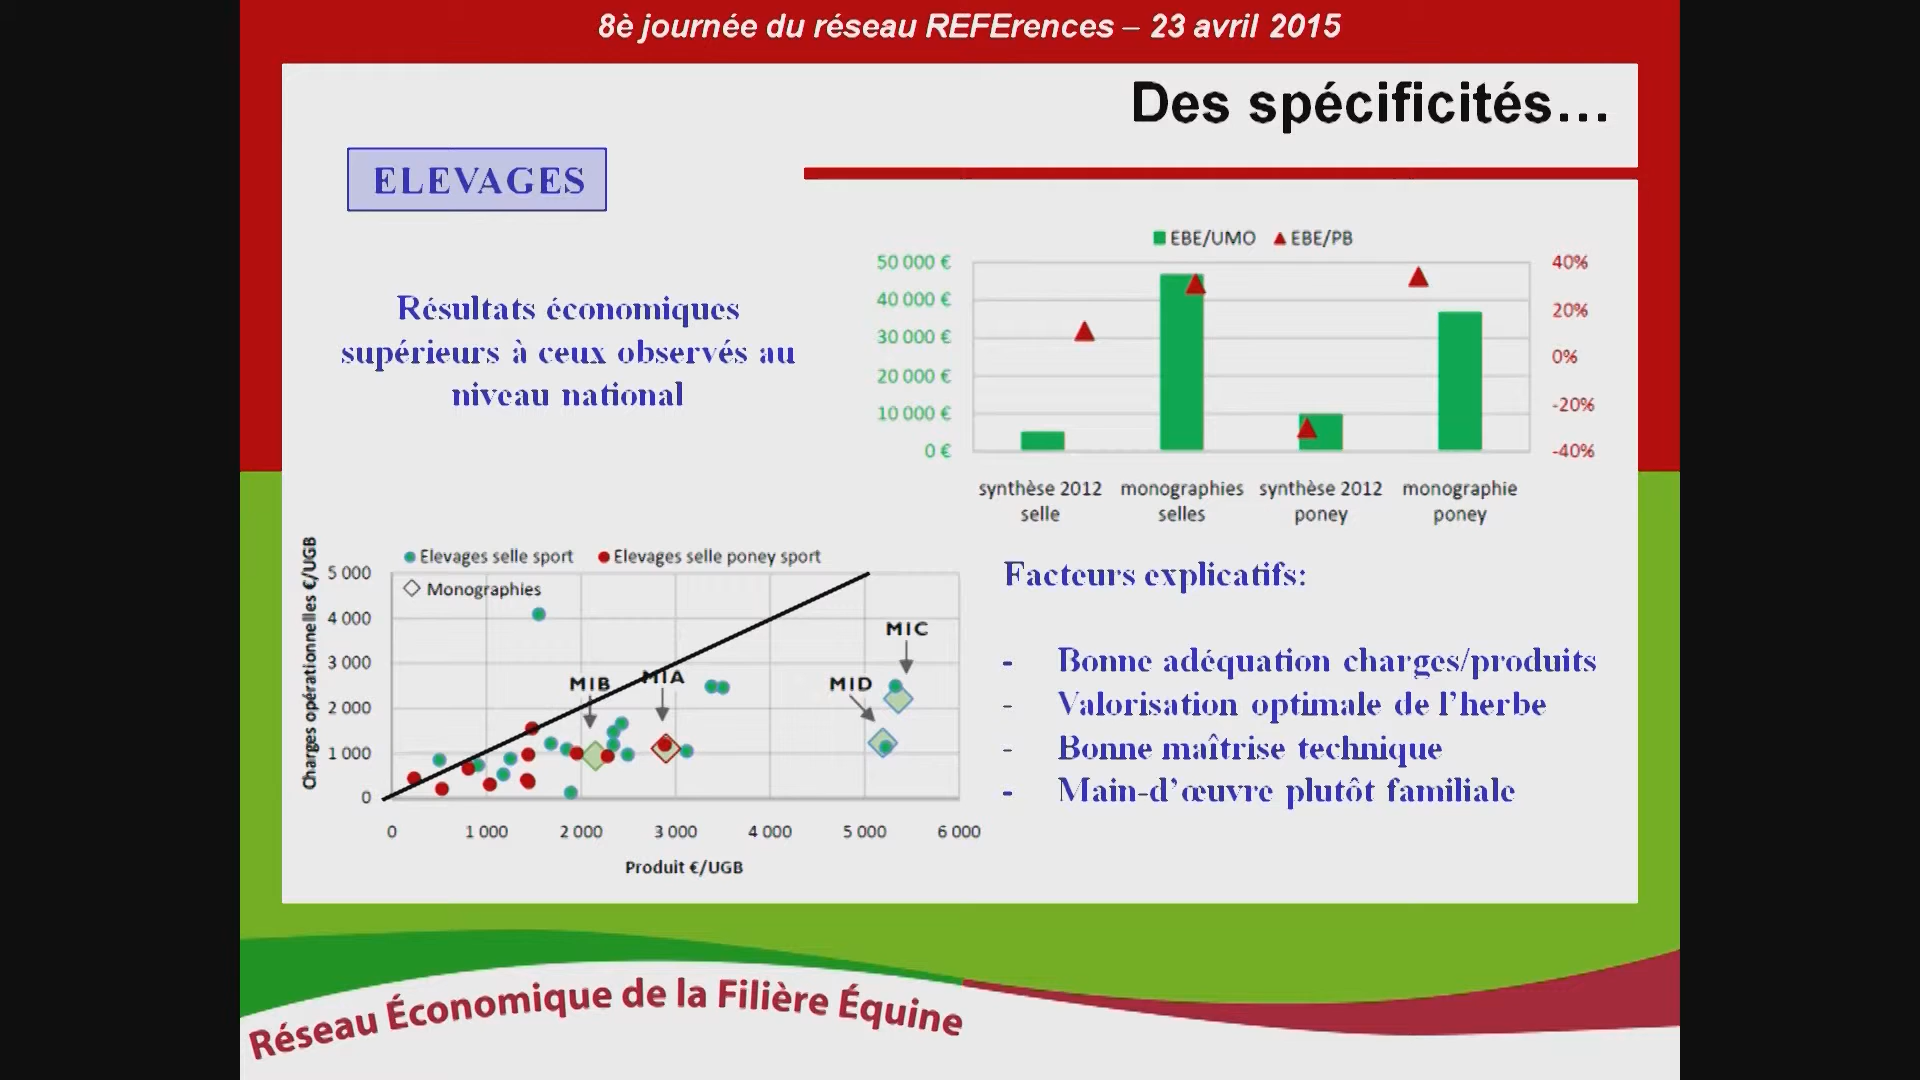 8è journée du réseau REFErences – 23 avril 2015
Des spécificités…
ELEVAGES
Résultats économiques
supérieurs à ceux observés au
niveau national
EBE/UMO EBE/PB
50 000 € 40%
40 000 €
30 000 € 20%
20 000 € 0%
10 000 € -20%
0 € -40%
synthèse 2012 monographies synthèse 2012 monographie
selle selles poney poney
Elevages selle sport Elevages selle poney sport
Monographies
Charges opérationnelles €/UGB
5 000
4 000
3 000
2 000
1 000
0
MIB MIA MID MIC
0 1 000 2 000 3 000 4 000 5 000 6 000
Produit €/UGB
Facteurs explicatifs:
- Bonne adéquation charges/produits
- Valorisation optimale de l’herbe
- Bonne maîtrise technique
- Main-d’œuvre plutôt familiale
Réseau Économique de la Filière Équine